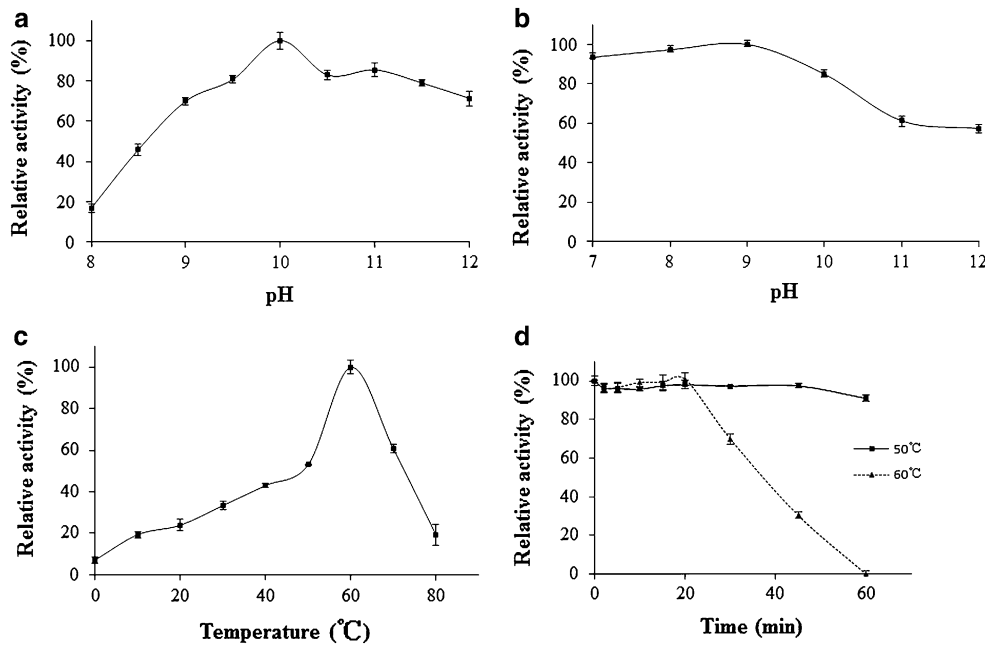 a
Relative activity (%)
100
80
60
40
20
0
8 9 10 11 12
pH
b
Relative activity (%)
100
80
60
40
20
0
7 8 9 10 11 12
pH
c
Relative activity (%)
100
80
60
40
20
0
0 20 40 60 80
Temperature (℃)
d
Relative activity (%)
100
80
60
40
20
0
0 20 40 60
Time (min)
50℃
60℃